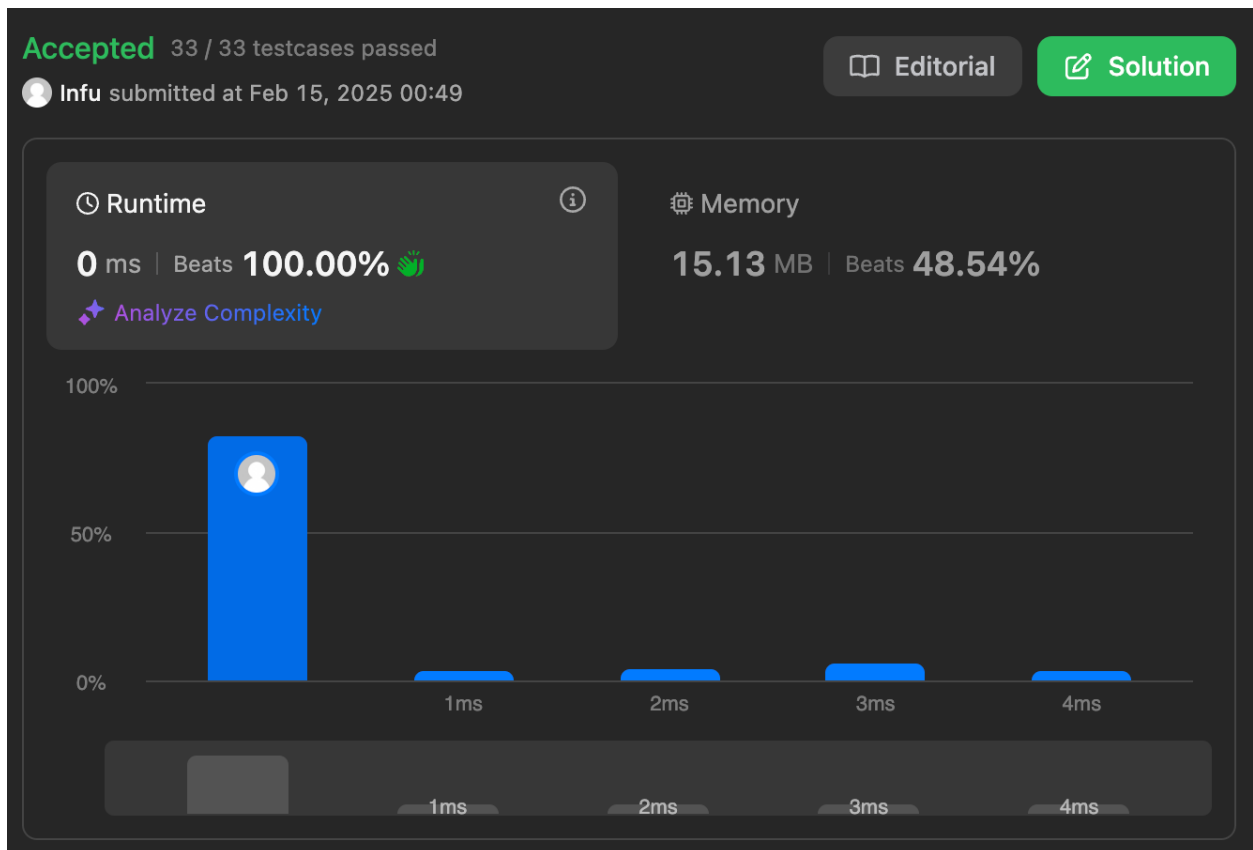 Accepted 33 / 33 testcases passed
Editorial
Solution
Infu submitted at Feb 15, 2025 00:49
Runtime
0 ms | Beats 100.00%
Analyze Complexity
Memory
15.13 MB | Beats 48.54%
100%
50%
0%
1ms 2ms 3ms 4ms
1ms 2ms 3ms 4ms